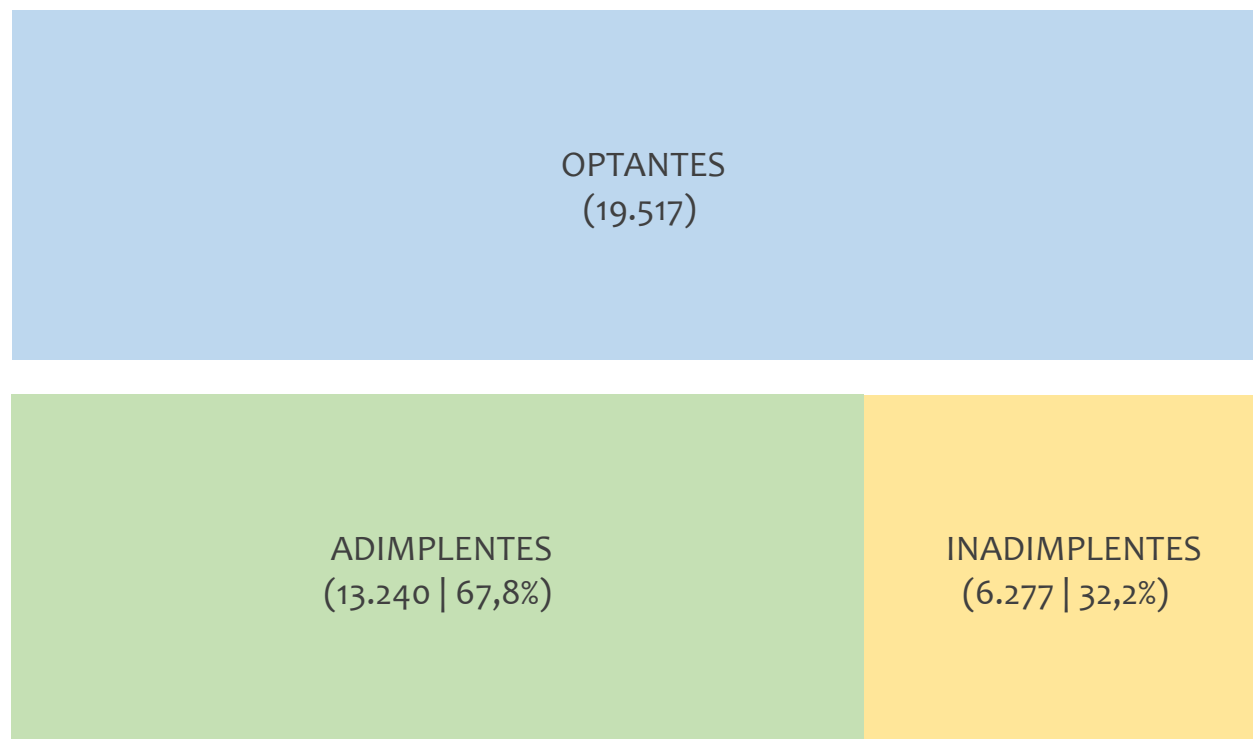 OPTANTES
(19.517)
ADIMPLENTES
(13.240 | 67,8%)
INADIMPLENTES
(6.277 | 32,2%)